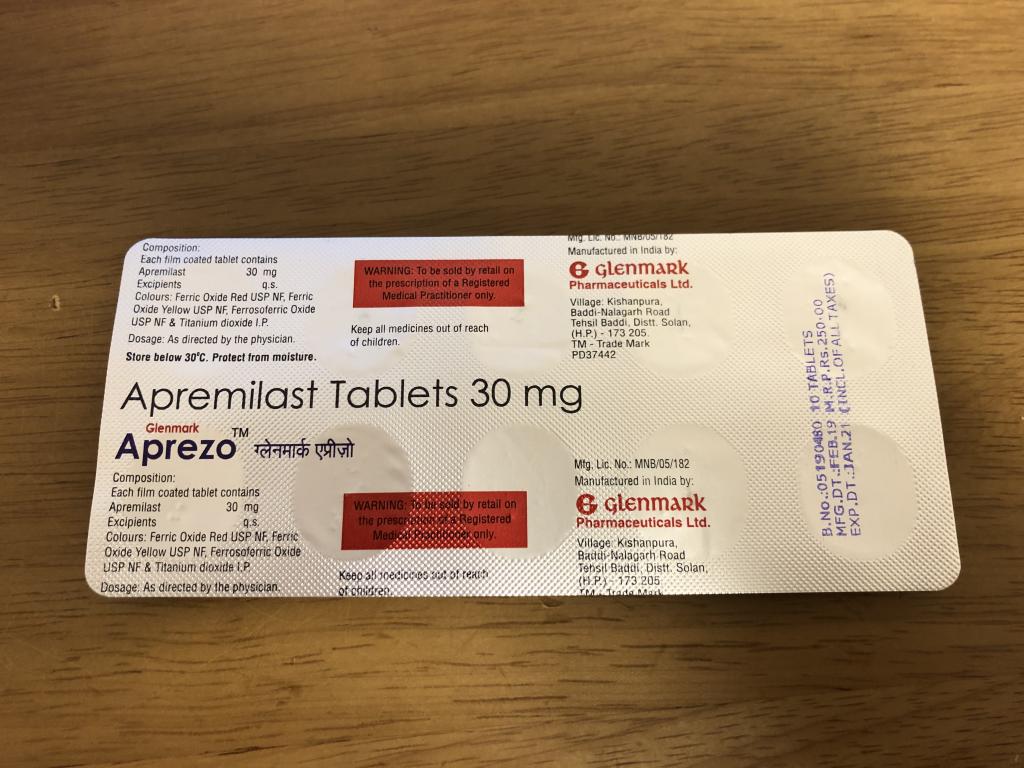 Composition:
Each film coated tablet contains
Apremilast 30 mg
Excipients q.s.
Colours: Ferric Oxide Red USP NF, Ferric
Oxide Yellow USP NF, Ferrosoferric Oxide
USP NF & Titanium dioxide I.P.
Dosage: As directed by the physician.
Store below 30°C. Protect from moisture.
WARNING: To be sold by retail on
the prescription of a Registered
Medical Practitioner only.
Keep all medicines out of reach
of children.
Mfg. Lic. No.: MNB/05/182
Manufactured in India by:
G glenmark
Pharmaceuticals Ltd.
Village: Kishanpura,
Baddi-Nalagarh Road
Tehsil Baddi, Distt. Solan,
(H.P.) - 173 205.
TM - Trade Mark
PD37442
Apremilast Tablets 30 mg
Glenmark
Aprezo™ ग्लेनमार्क एप्रीज़ो
Composition:
Each film coated tablet contains
Apremilast 30 mg
Excipients q.s.
Colours: Ferric Oxide Red USP NF, Ferric
Oxide Yellow USP NF, Ferrosoferric Oxide
USP NF & Titanium dioxide I.P.
Dosage: As directed by the physician.
WARNING: To be sold by retail on
the prescription of a Registered
Medical Practitioner only.
Keep all medicines out of reach
of children.
Mfg. Lic. No.: MNB/05/182
Manufactured in India by:
G glenmark
Pharmaceuticals Ltd.
Village: Kishanpura,
Baddi-Nalagarh Road
Tehsil Baddi, Distt. Solan,
(H.P.) - 173 205.
TM - Trade Mark
B.No.:05190480 10 TABLETS
MFG.DT.:FEB.19 M.R.P.Rs.250.00
EXP.DT.:JAN.21 (INCL.OF ALL TAXES)